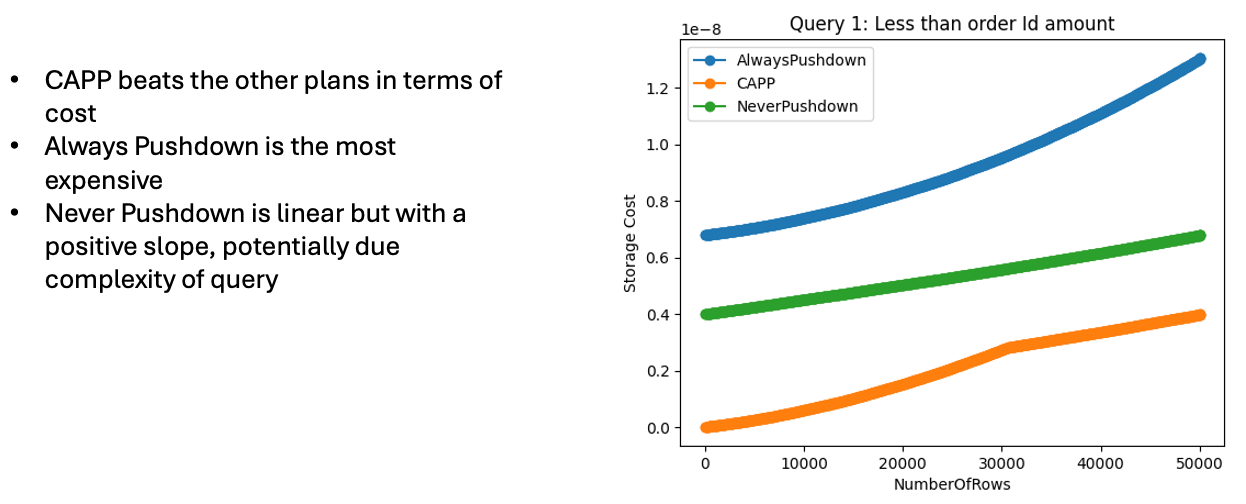 • CAPP beats the other plans in terms of
cost
• Always Pushdown is the most
expensive
• Never Pushdown is linear but with a
positive slope, potentially due
complexity of query
Query 1: Less than order Id amount
1e−8
AlwaysPushdown
CAPP
NeverPushdown
Storage Cost
1.2
1.0
0.8
0.6
0.4
0.2
0.0
0 10000 20000 30000 40000 50000
NumberOfRows